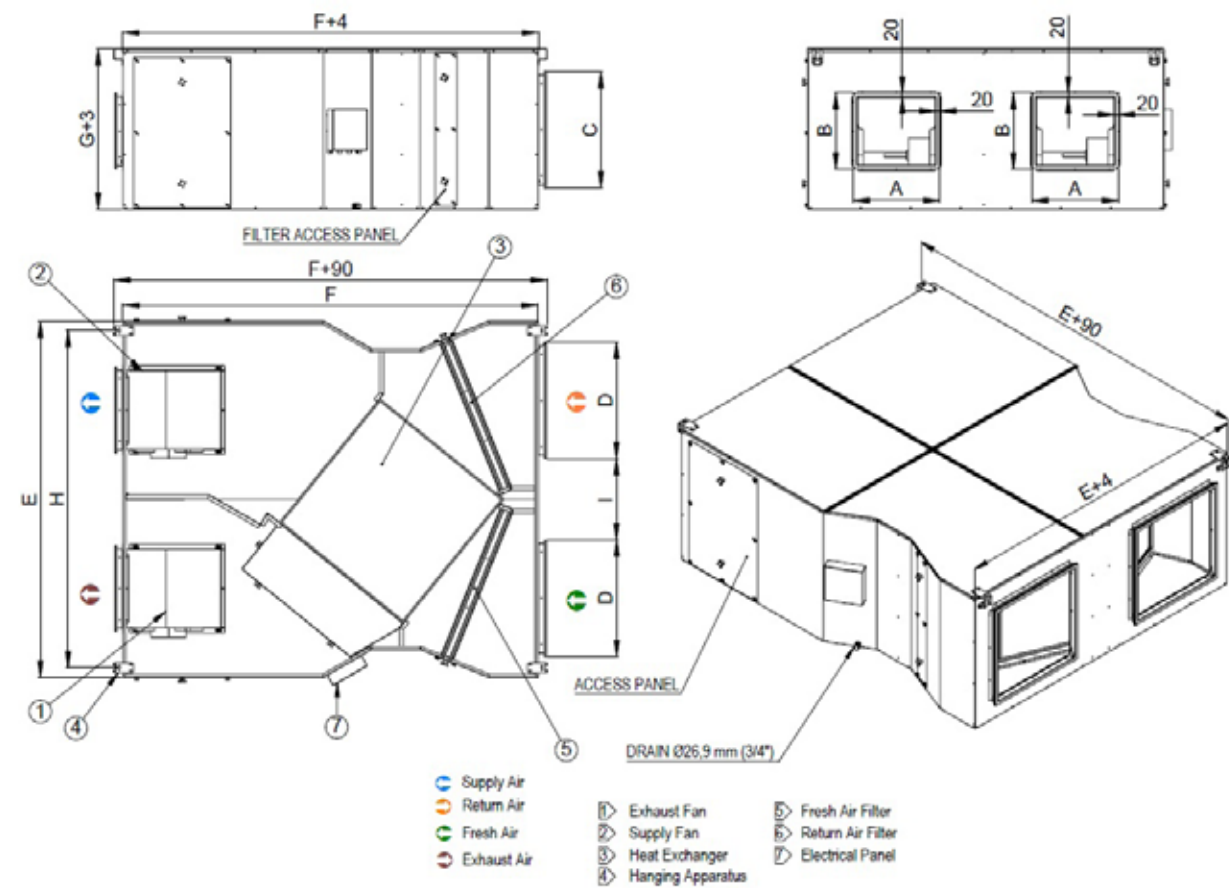 F+4
G+3
C
FILTER ACCESS PANEL
20
20
20
20
B
A
B
A
F+90
F
2
3
6
E
H
D
I
D
1
4
7
5
E+90
E+4
ACCESS PANEL
DRAIN Ø26,9 mm (3/4")
Supply Air
Return Air
Fresh Air
Exhaust Air
1 Exhaust Fan
2 Supply Fan
3 Heat Exchanger
4 Hanging Apparatus
5 Fresh Air Filter
6 Return Air Filter
7 Electrical Panel